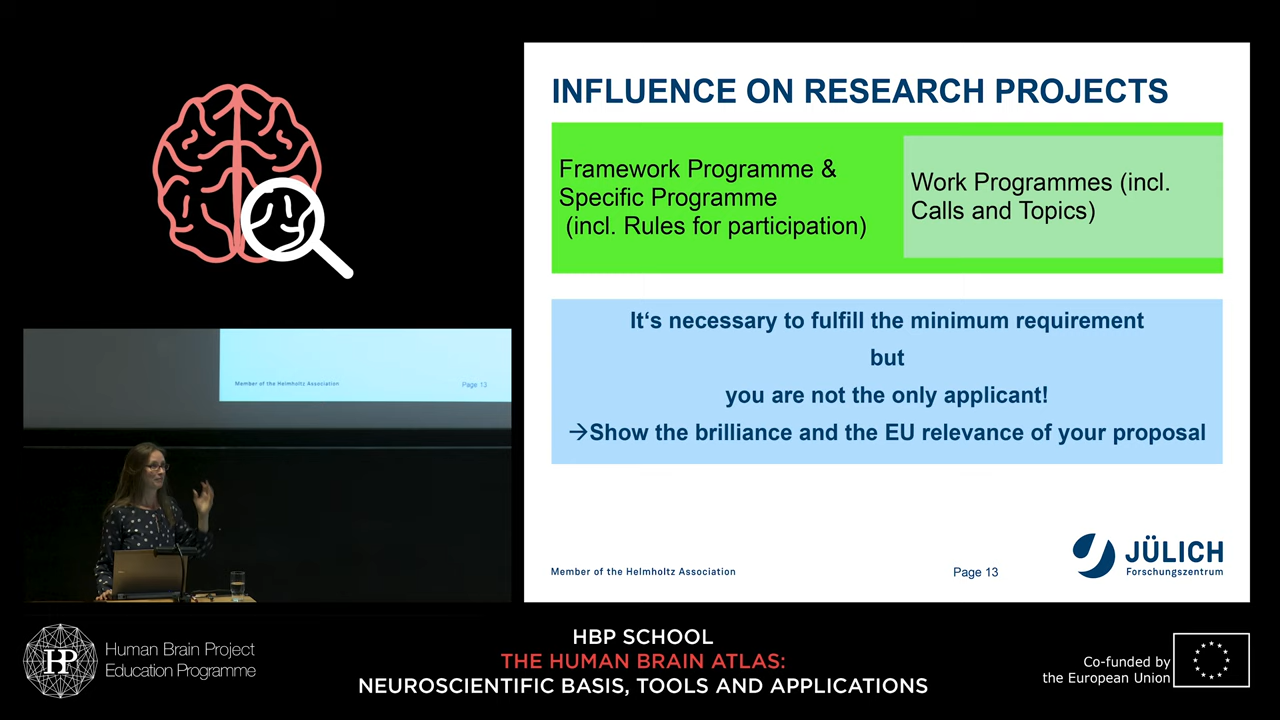 INFLUENCE ON RESEARCH PROJECTS
Framework Programme &
Specific Programme
(incl. Rules for participation)
Work Programmes (incl.
Calls and Topics)
It‘s necessary to fulfill the minimum requirement
but
you are not the only applicant!
→Show the brilliance and the EU relevance of your proposal
Member of the Helmholtz Association
Page 13
JÜLICH
Forschungszentrum
Member of the Helmholtz Association
Page 13
HP
Human Brain Project
Education Programme
HBP SCHOOL
THE HUMAN BRAIN ATLAS:
NEUROSCIENTIFIC BASIS, TOOLS AND APPLICATIONS
Co-funded by
the European Union